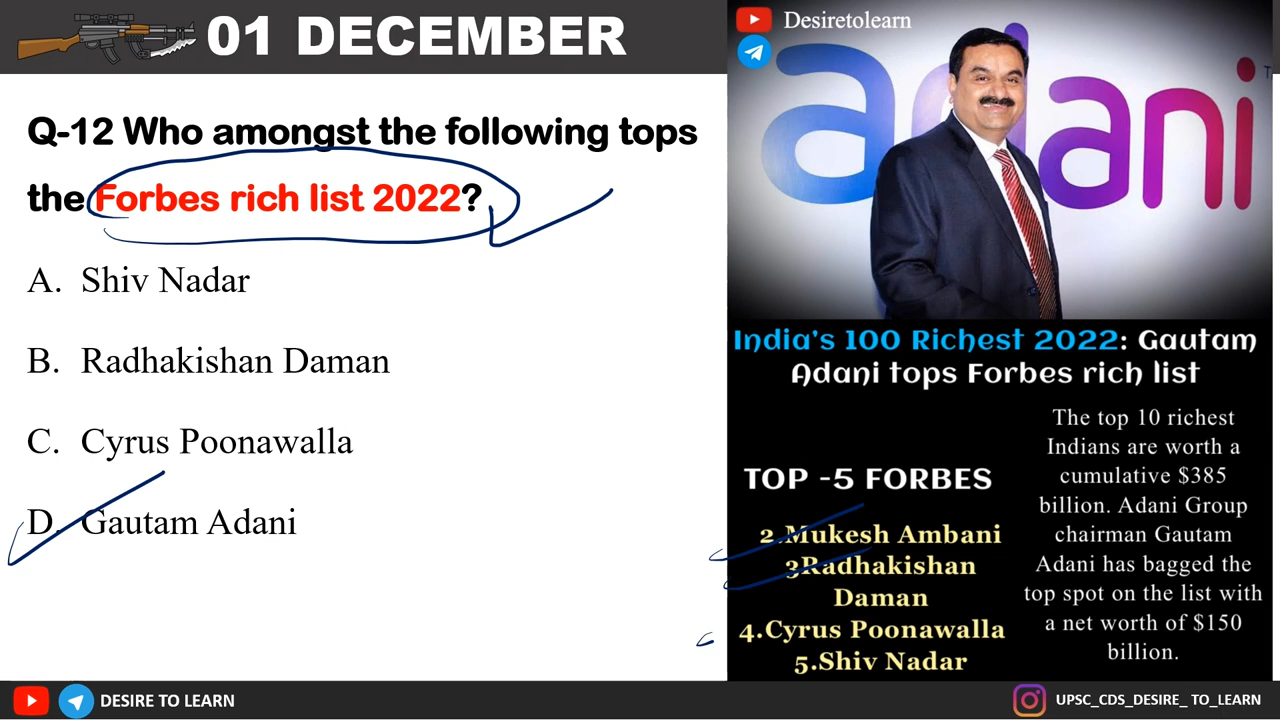 01 DECEMBER
Q-12 Who amongst the following tops
the Forbes rich list 2022?
A. Shiv Nadar
B. Radhakishan Daman
C. Cyrus Poonawalla
D. Gautam Adani
Desiretolearn
adani
India's 100 Richest 2022: Gautam
Adani tops Forbes rich list
TOP -5 FORBES
2.Mukesh Ambani
3Radhakishan
Daman
4.Cyrus Poonawalla
5.Shiv Nadar
The top 10 richest
Indians are worth a
cumulative $385
billion. Adani Group
chairman Gautam
Adani has bagged the
top spot on the list with
a net worth of $150
billion.
DESIRE TO LEARN
UPSC_CDS_DESIRE_ TO_LEARN